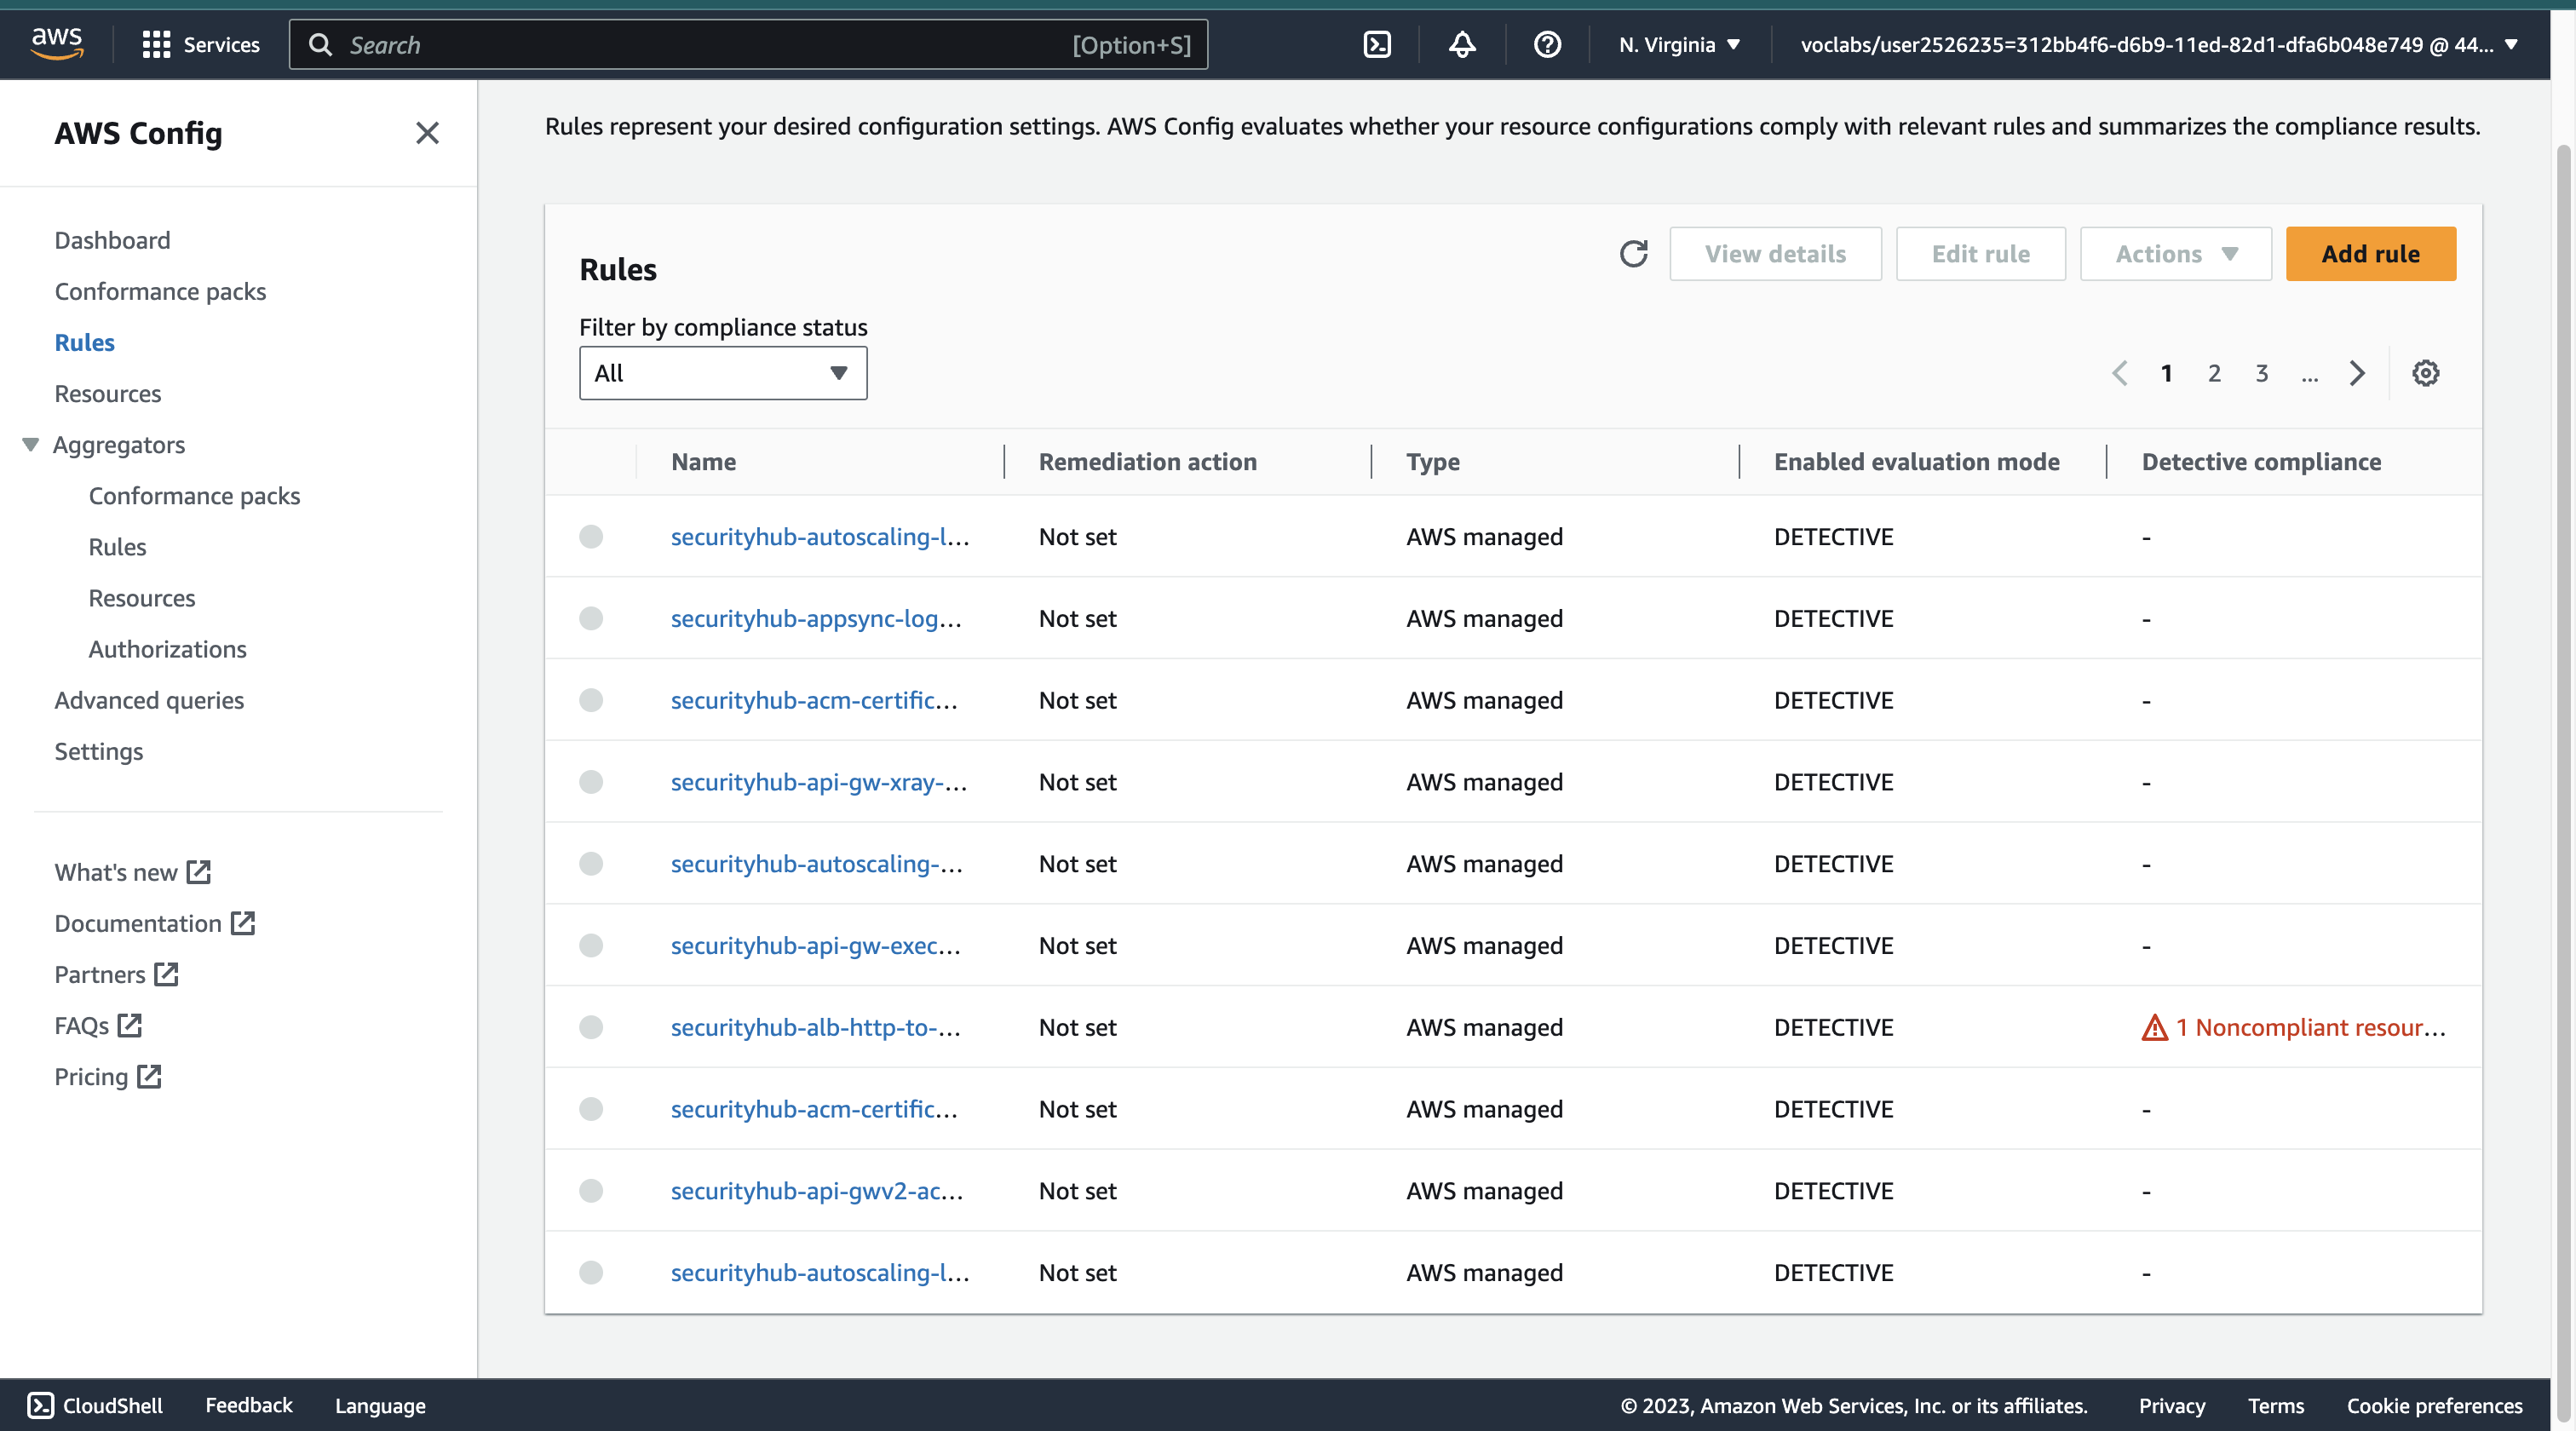 aws
Services
Search
[Option+S]
N. Virginia
voclabs/user2526235=312bb4f6-d6b9-11ed-82d1-dfa6b048e749 @ 44...
AWS Config
Dashboard
Conformance packs
Rules
Resources
Aggregators
Conformance packs
Rules
Resources
Authorizations
Advanced queries
Settings
What's new
Documentation
Partners
FAQs
Pricing
Rules represent your desired configuration settings. AWS Config evaluates whether your resource configurations comply with relevant rules and summarizes the compliance results.
Rules
View details
Edit rule
Actions
Add rule
Filter by compliance status
All
1 2 3 ...
Name Remediation action Type Enabled evaluation mode Detective compliance
securityhub-autoscaling-l... Not set AWS managed DETECTIVE -
securityhub-appsync-log... Not set AWS managed DETECTIVE -
securityhub-acm-certific... Not set AWS managed DETECTIVE -
securityhub-api-gw-xray-... Not set AWS managed DETECTIVE -
securityhub-autoscaling-... Not set AWS managed DETECTIVE -
securityhub-api-gw-exec... Not set AWS managed DETECTIVE -
securityhub-alb-http-to-... Not set AWS managed DETECTIVE 1 Noncompliant resour...
securityhub-acm-certific... Not set AWS managed DETECTIVE -
securityhub-api-gwv2-ac... Not set AWS managed DETECTIVE -
securityhub-autoscaling-l... Not set AWS managed DETECTIVE -
CloudShell
Feedback
Language
© 2023, Amazon Web Services, Inc. or its affiliates.
Privacy
Terms
Cookie preferences